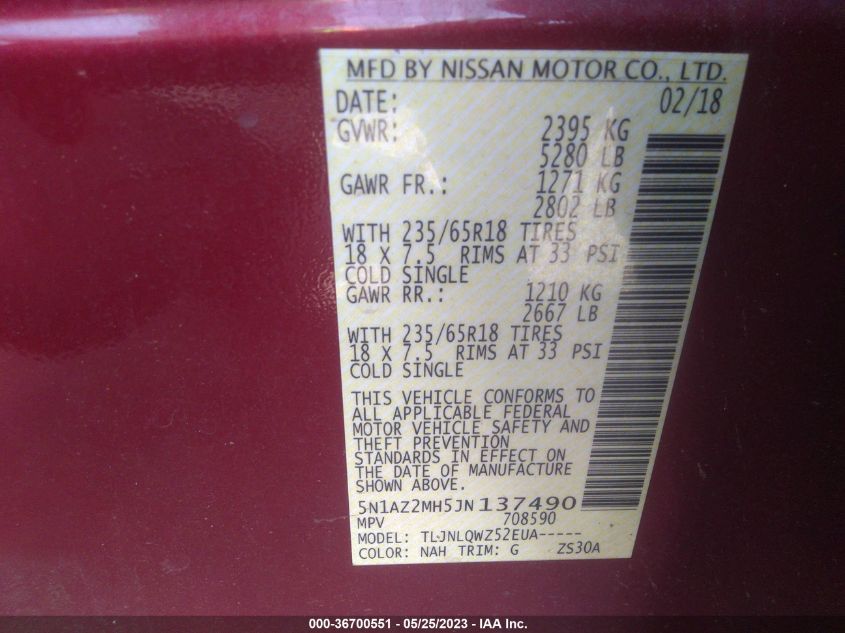 MFD BY NISSAN MOTOR CO., LTD.
DATE: 02/18
GVWR: 2395 KG
5280 LB
GAWR FR.: 1271 KG
2802 LB
WITH 235/65R18 TIRES
18 X 7.5 RIMS AT 33 PSI
COLD SINGLE
GAWR RR.: 1210 KG
2667 LB
WITH 235/65R18 TIRES
18 X 7.5 RIMS AT 33 PSI
COLD SINGLE
THIS VEHICLE CONFORMS TO
ALL APPLICABLE FEDERAL
MOTOR VEHICLE SAFETY AND
THEFT PREVENTION
STANDARDS IN EFFECT ON
THE DATE OF MANUFACTURE
SHOWN ABOVE.
5N1AZ2MH5JN137490
MPV 708590
MODEL: TLJNLQWZ52EUA-----
COLOR: NAH TRIM: G ZS30A
000-36700551 - 05/25/2023 - IAA Inc.